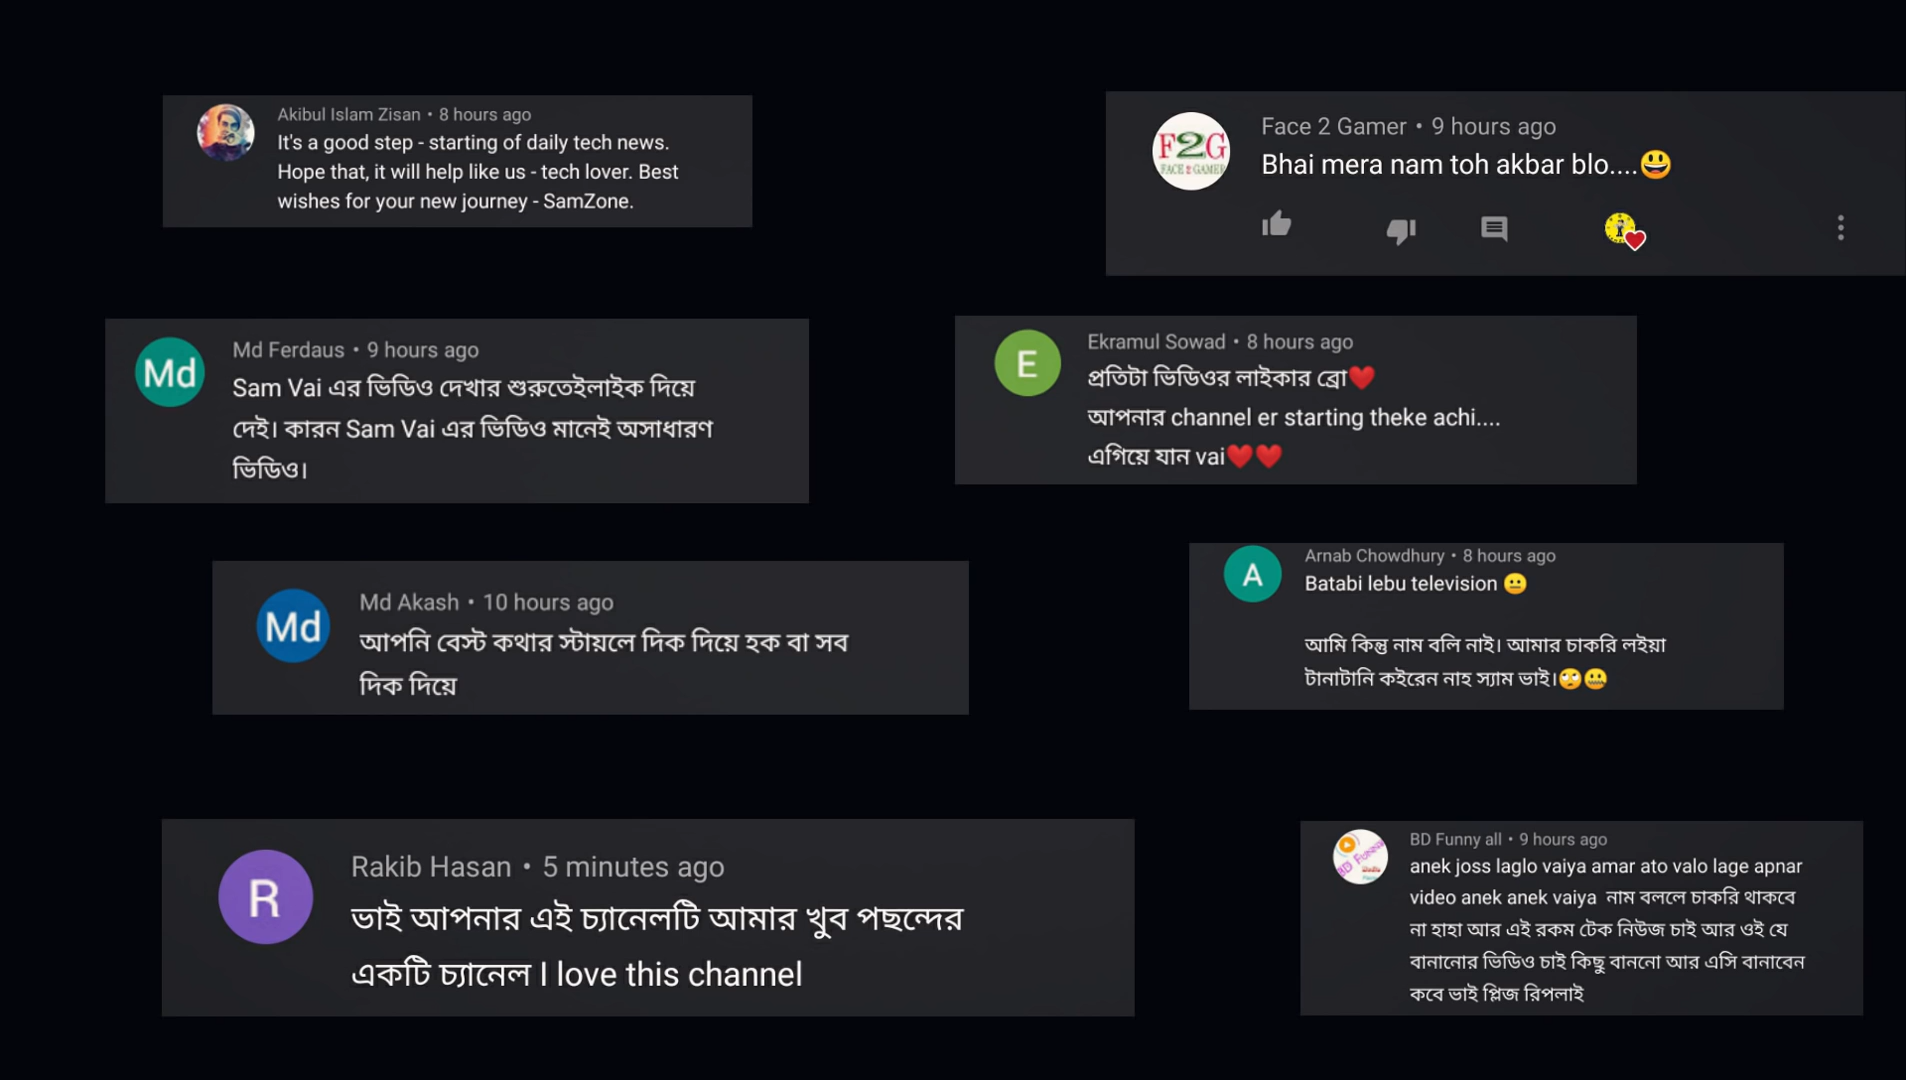 Akibul Islam Zisan • 8 hours ago
It's a good step - starting of daily tech news.
Hope that, it will help like us - tech lover. Best
wishes for your new journey - SamZone.
F2G
FACE 2 GAMER
Face 2 Gamer • 9 hours ago
Bhai mera nam toh akbar blo....😃
Md
Md Ferdaus • 9 hours ago
Sam Vai এর ভিডিও দেখার শুরুতেইলাইক দিয়ে
দেই। কারন Sam Vai এর ভিডিও মানেই অসাধারণ
ভিডিও।
E
Ekramul Sowad • 8 hours ago
প্রতিটা ভিডিওর লাইকার ব্রো❤️
আপনার channel er starting theke achi....
এগিয়ে যান vai❤️❤️
Md
Md Akash • 10 hours ago
আপনি বেস্ট কথার স্টায়লে দিক দিয়ে হক বা সব
দিক দিয়ে
A
Arnab Chowdhury • 8 hours ago
Batabi lebu television 😐
আমি কিন্তু নাম বলি নাই। আমার চাকরি লইয়া
টানাটানি কইরেন নাহ স্যাম ভাই।🙄🤐
R
Rakib Hasan • 5 minutes ago
ভাই আপনার এই চ্যানেলটি আমার খুব পছন্দের
একটি চ্যানেল I love this channel
BD Funny all • 9 hours ago
anek joss laglo vaiya amar ato valo lage apnar
video anek anek vaiya নাম বললে চাকরি থাকবে
না হাহা আর এই রকম টেক নিউজ চাই আর ওই যে
বানানোর ভিডিও চাই কিছু বাননো আর এসি বানাবেন
কবে ভাই প্লিজ রিপলাই